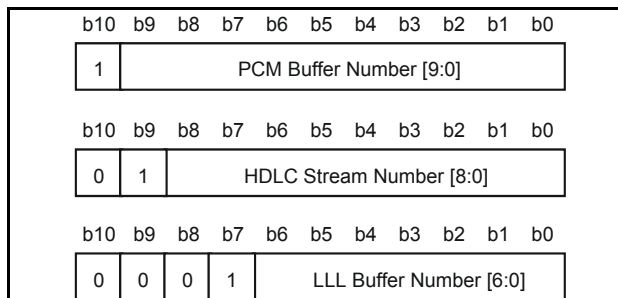 b10 b9 b8 b7 b6 b5 b4 b3 b2 b1 b0
1 PCM Buffer Number [9:0]
b10 b9 b8 b7 b6 b5 b4 b3 b2 b1 b0
0 1 HDLC Stream Number [8:0]
b10 b9 b8 b7 b6 b5 b4 b3 b2 b1 b0
0 0 0 1 LLL Buffer Number [6:0]